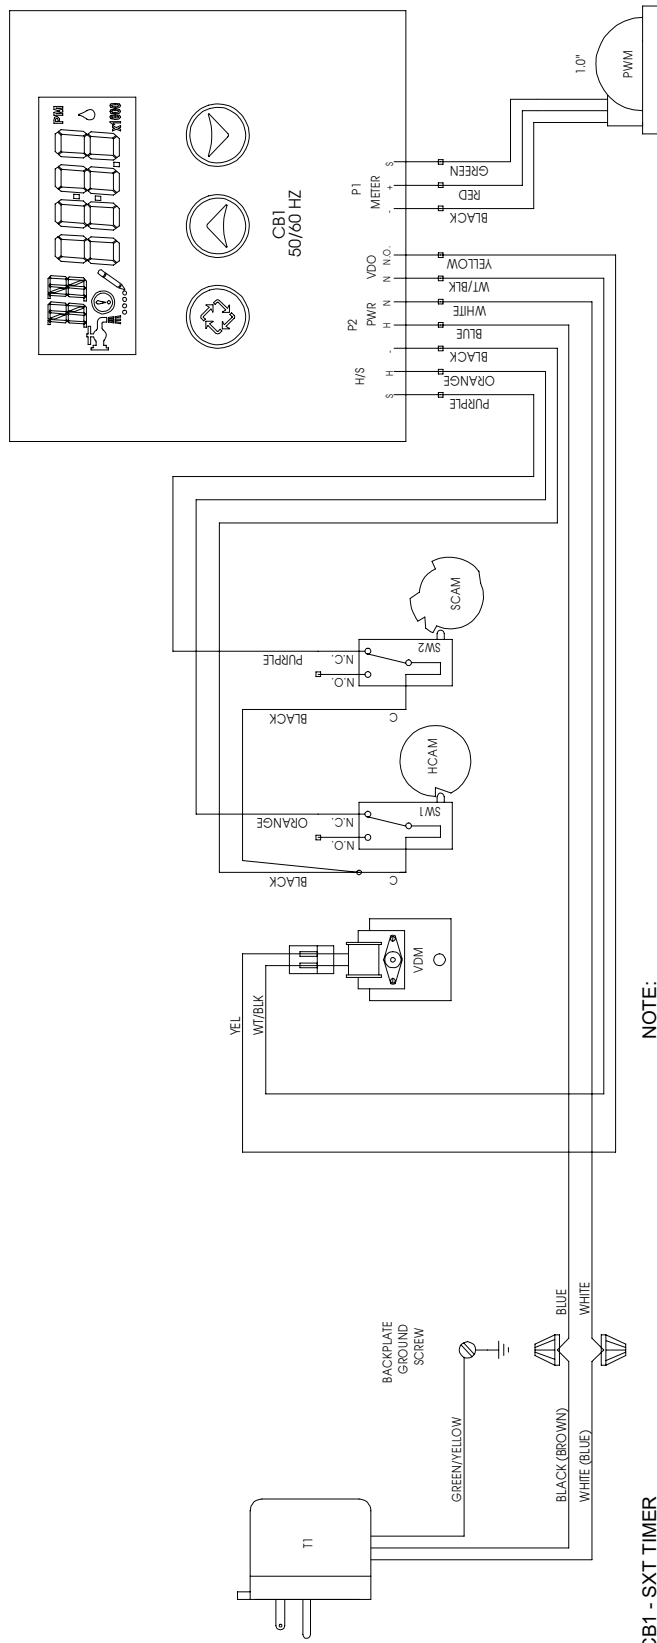 PM
x1000
CB1
50/60 HZ
P1
METER
- + S
BLACK
RED
GREEN
P2
H/S
PWR
VDO
S H - H N N N.O.
PURPLE
ORANGE
BLACK
BLUE
WHITE
WT/BLK
YELLOW
1.0"
PWM
SCAM
SW2
PURPLE
N.C.
N.O.
BLACK
C
HCAM
SW1
ORANGE
N.C.
N.O.
BLACK
C
VDM
YEL
WT/BLK
BACKPLATE
GROUND
SCREW
BLUE
WHITE
GREEN/YELLOW
BLACK (BROWN)
WHITE (BLUE)
T1
CB1 - SXT TIMER
NOTE: